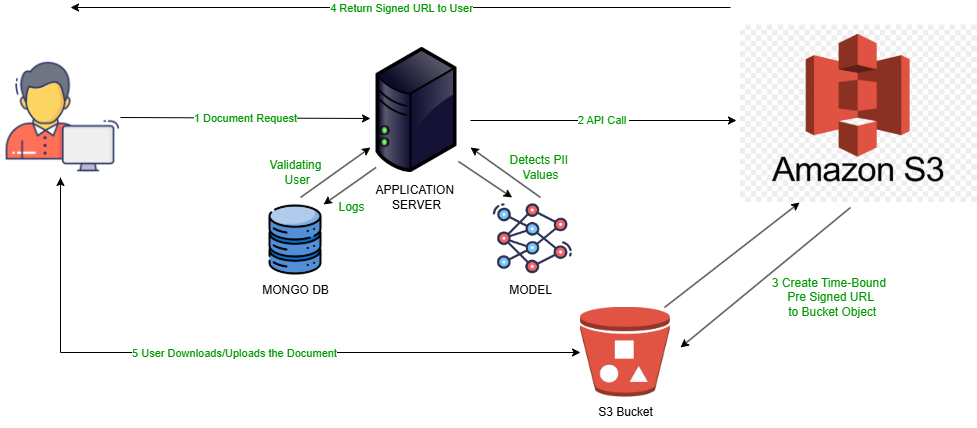 4 Return Signed URL to User
1 Document Request
2 API Call
Amazon S3
Validating
User
Detects PII
Values
APPLICATION
SERVER
Logs
MONGO DB
MODEL
3 Create Time-Bound
Pre Signed URL
to Bucket Object
5 User Downloads/Uploads the Document
S3 Bucket